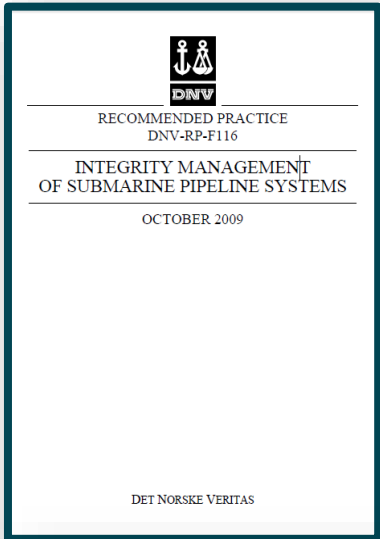 DNV
RECOMMENDED PRACTICE
DNV-RP-F116
INTEGRITY MANAGEMENT
OF SUBMARINE PIPELINE SYSTEMS
OCTOBER 2009
DET NORSKE VERITAS